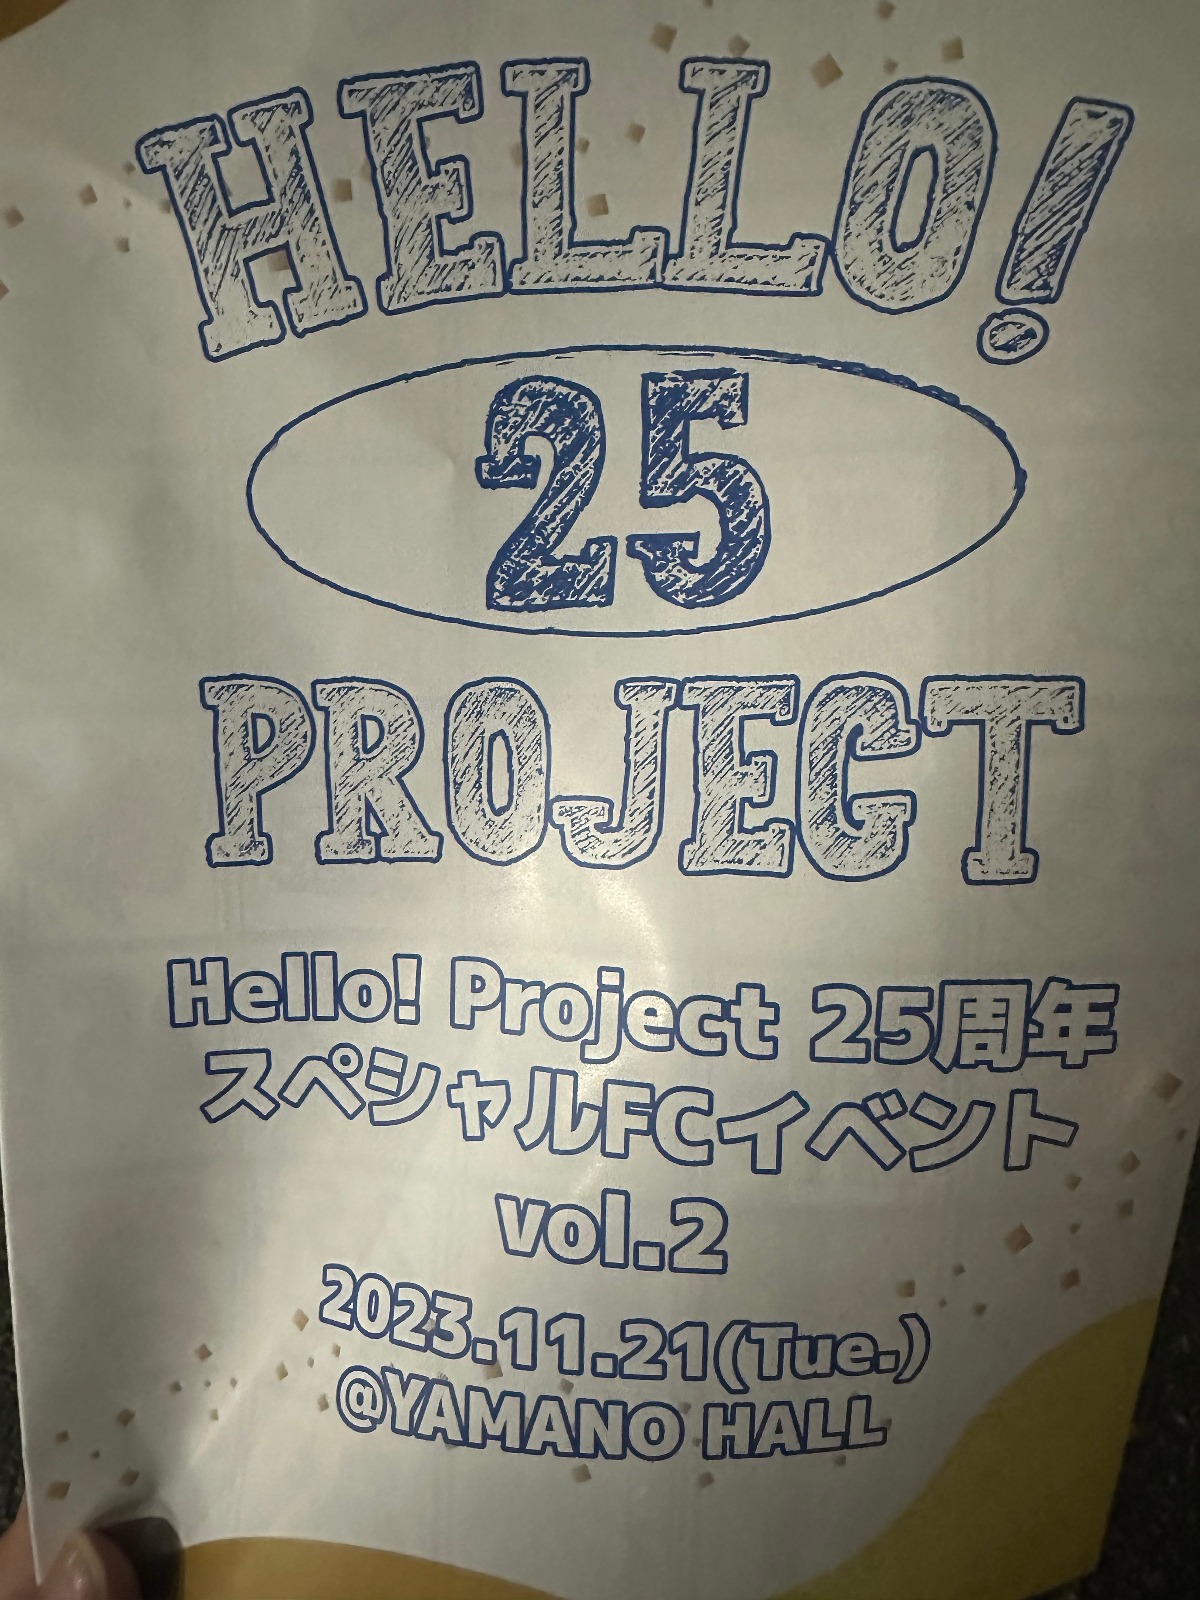 HELLO!
25
PROJECT
Hello! Project 25周年
スペシャルFCイベント
vol.2
2023.11.21(Tue.)
@YAMANO HALL